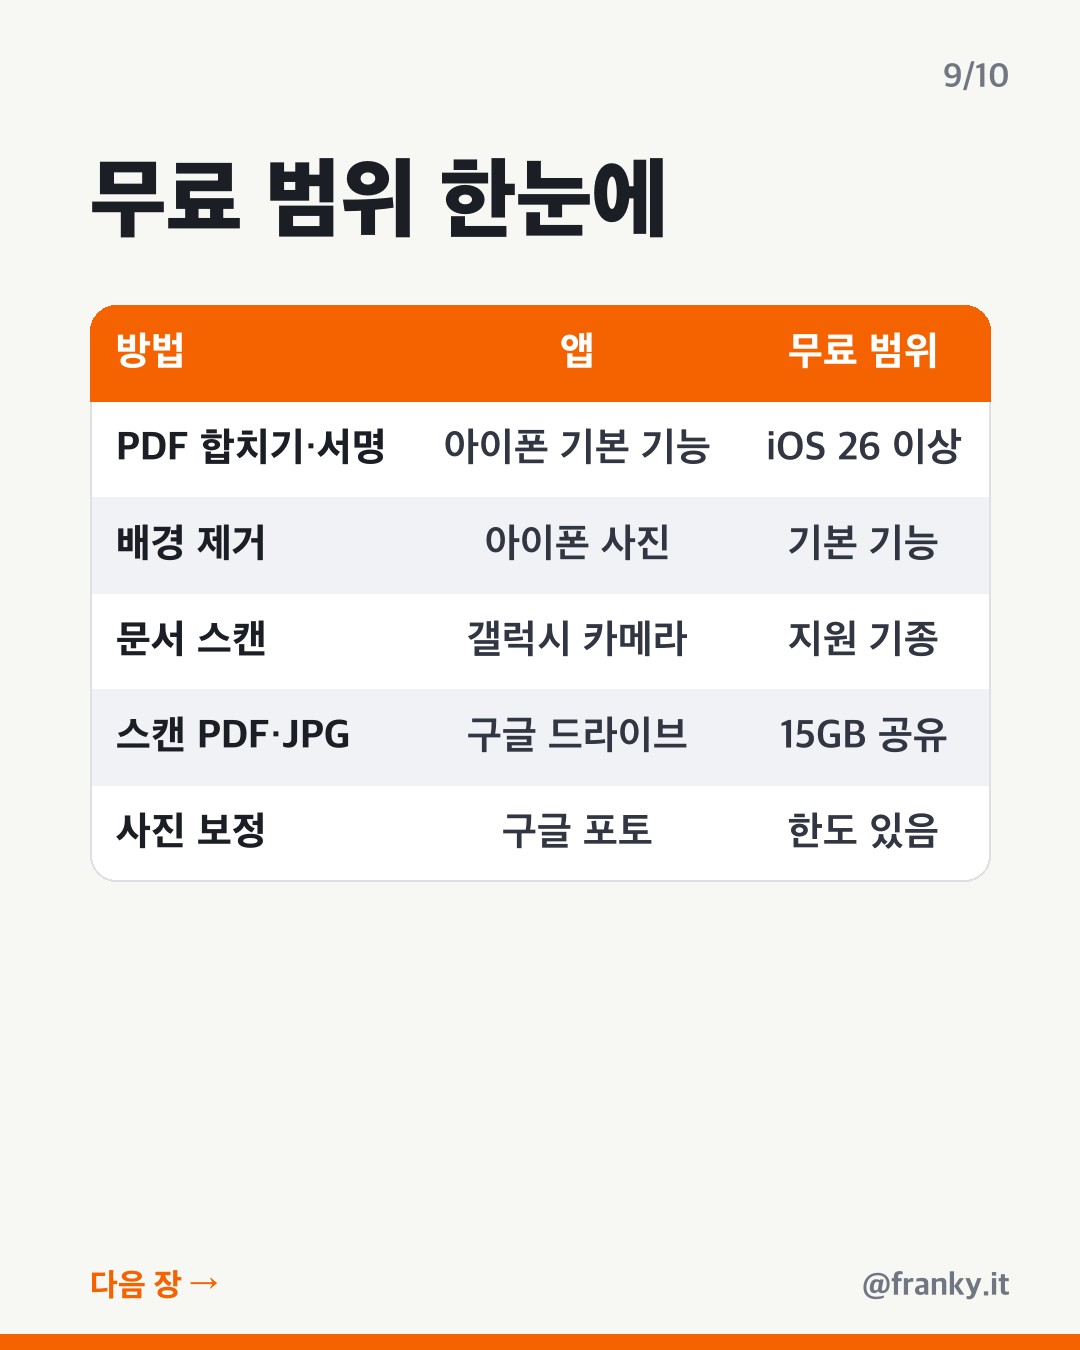 9/10
무료 범위 한눈에
방법 앱 무료 범위
PDF 합치기·서명 아이폰 기본 기능 iOS 26 이상
배경 제거 아이폰 사진 기본 기능
문서 스캔 갤럭시 카메라 지원 기종
스캔 PDF·JPG 구글 드라이브 15GB 공유
사진 보정 구글 포토 한도 있음
다음 장 →
@franky.it